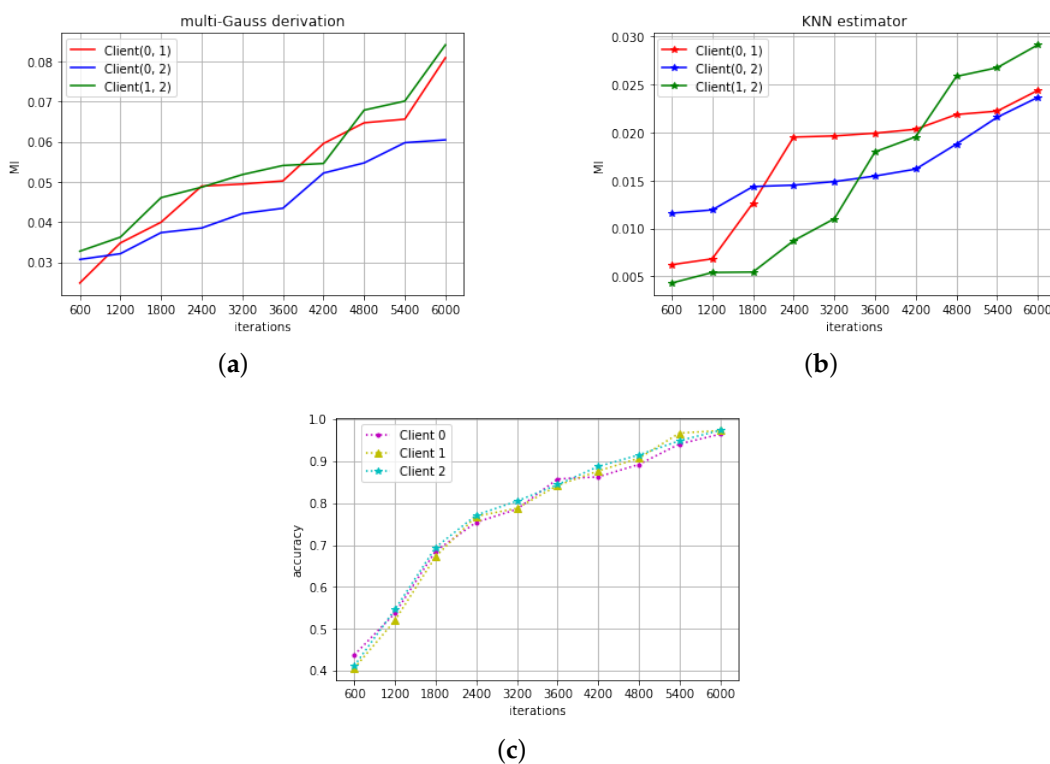 multi-Gauss derivation
Client(0, 1)
Client(0, 2)
Client(1, 2)
0.08
0.07
0.06
0.05
0.04
0.03
MI
600 1200 1800 2400 3200 3600 4200 4800 5400 6000
iterations
(a)
KNN estimator
Client(0, 1)
Client(0, 2)
Client(1, 2)
0.030
0.025
0.020
0.015
0.010
0.005
MI
600 1200 1800 2400 3200 3600 4200 4800 5400 6000
iterations
(b)
Client 0
Client 1
Client 2
1.0
0.9
0.8
0.7
0.6
0.5
0.4
accuracy
600 1200 1800 2400 3200 3600 4200 4800 5400 6000
iterations
(c)